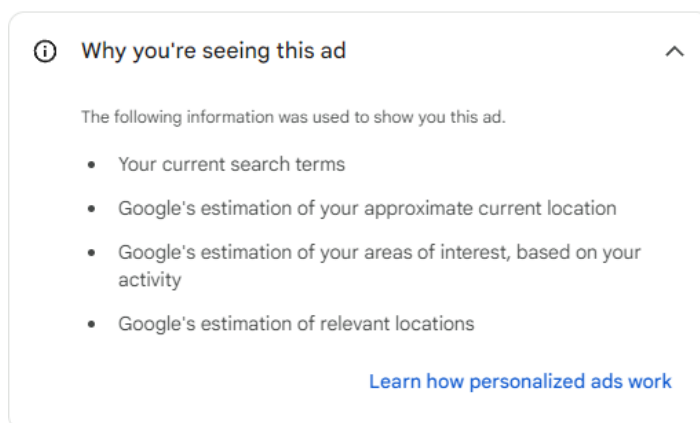 Why you're seeing this ad
The following information was used to show you this ad.
• Your current search terms
• Google's estimation of your approximate current location
• Google's estimation of your areas of interest, based on your
activity
• Google's estimation of relevant locations
Learn how personalized ads work